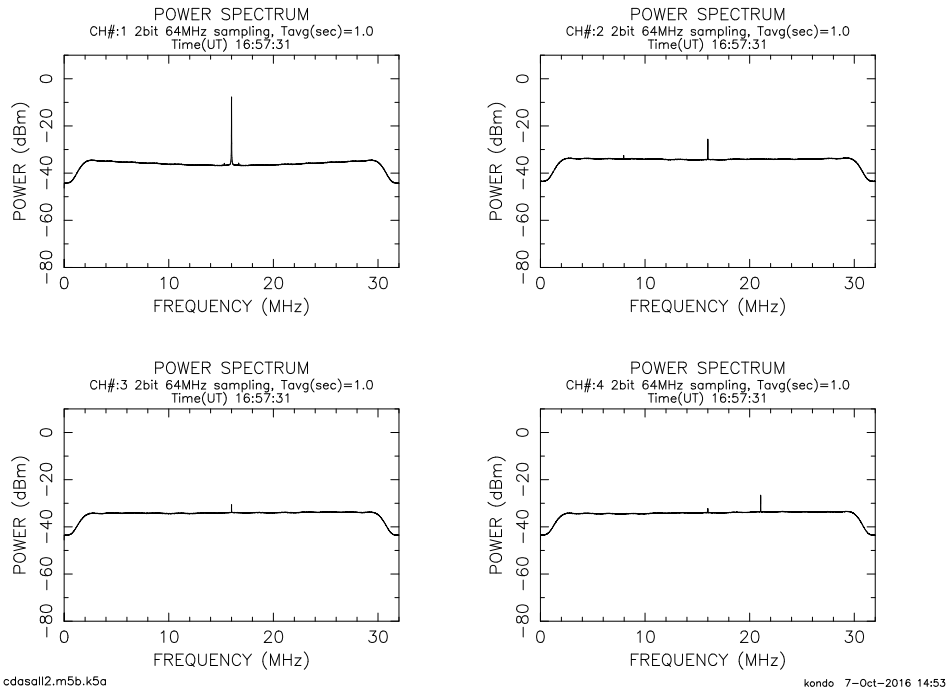 POWER SPECTRUM
CH#:1 2bit 64MHz sampling, Tavg(sec)=1.0
Time(UT) 16:57:31
0
−20
−40
−60
−80
POWER (dBm)
0 10 20 30
FREQUENCY (MHz)
POWER SPECTRUM
CH#:2 2bit 64MHz sampling, Tavg(sec)=1.0
Time(UT) 16:57:31
0
−20
−40
−60
−80
POWER (dBm)
0 10 20 30
FREQUENCY (MHz)
POWER SPECTRUM
CH#:3 2bit 64MHz sampling, Tavg(sec)=1.0
Time(UT) 16:57:31
0
−20
−40
−60
−80
POWER (dBm)
0 10 20 30
FREQUENCY (MHz)
POWER SPECTRUM
CH#:4 2bit 64MHz sampling, Tavg(sec)=1.0
Time(UT) 16:57:31
0
−20
−40
−60
−80
POWER (dBm)
0 10 20 30
FREQUENCY (MHz)
cdasall2.m5b.k5a
kondo 7−Oct−2016 14:53